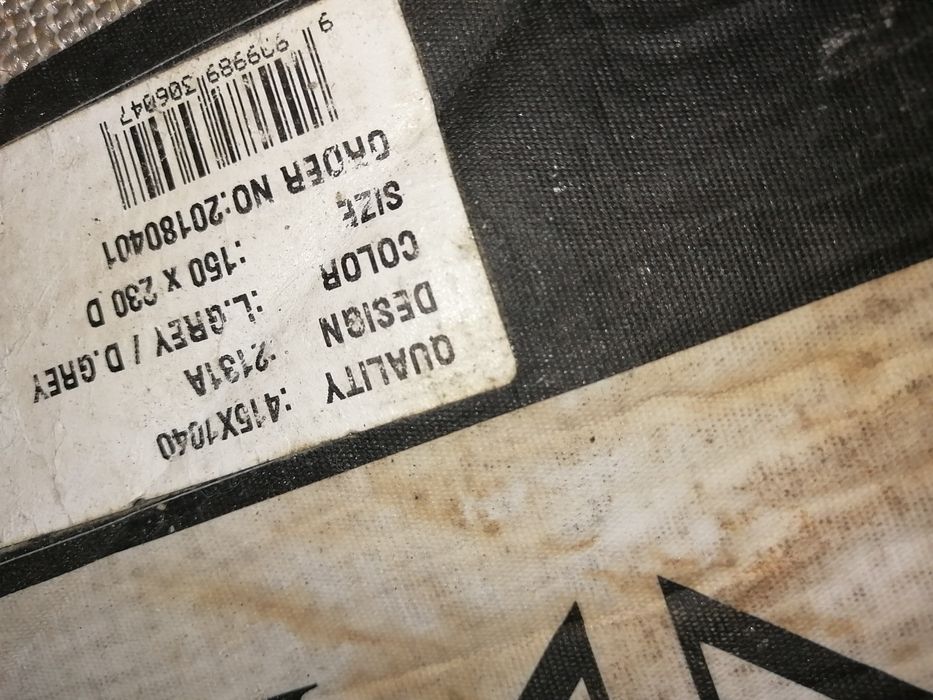 QUALITY :415X1040
DESIGN :2131A
COLOR :L.GREY / D.GREY
SIZE :150 X 230 D
ORDER NO:20180401